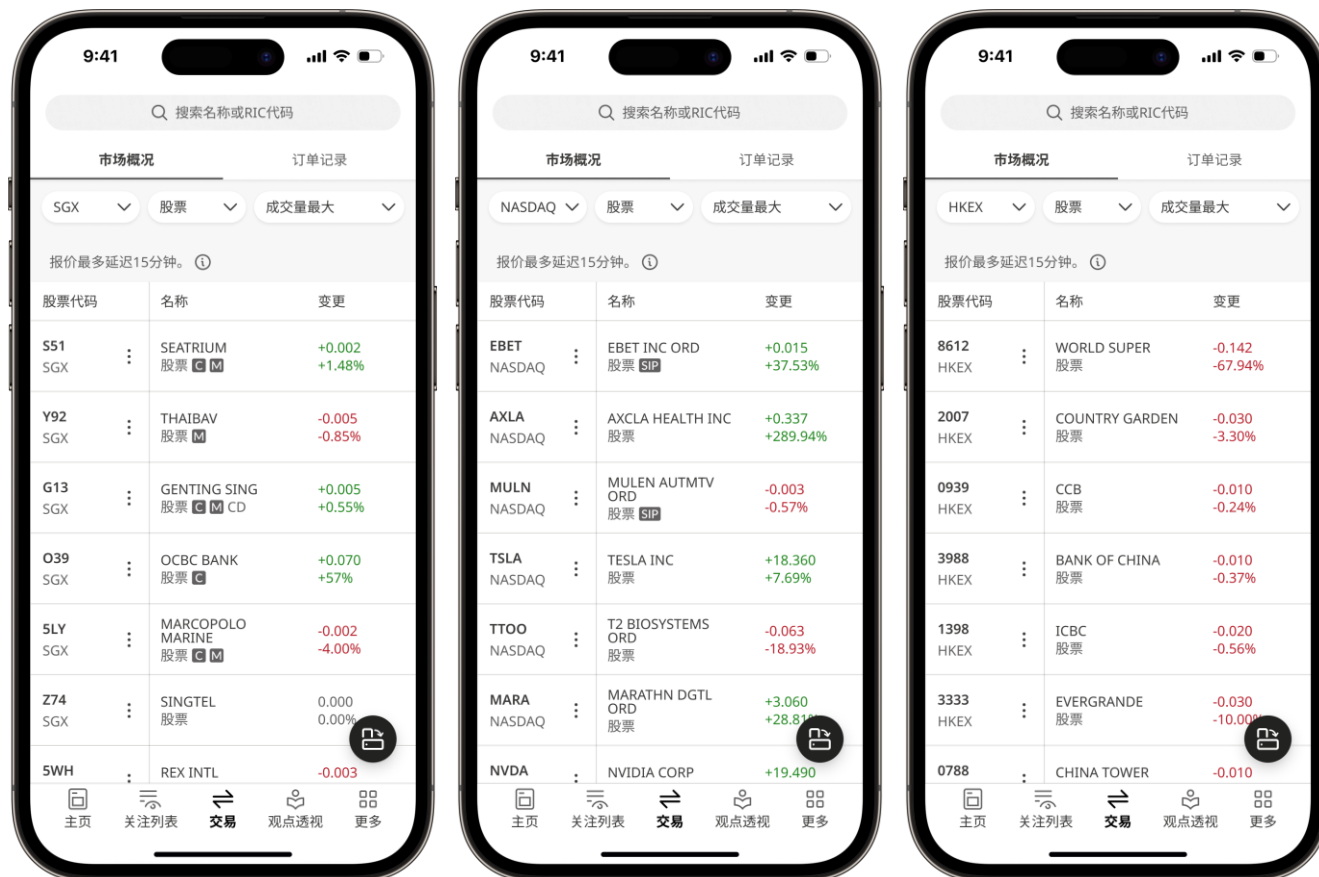 9:41
搜索名称或RIC代码
市场概况 订单记录
SGX 股票 成交量最大
报价最多延迟15分钟。
股票代码 名称 变更
S51 SEATRIUM +0.002
SGX 股票 C M +1.48%
Y92 THAIBAV -0.005
SGX 股票 M -0.85%
G13 GENTING SING +0.005
SGX 股票 C M CD +0.55%
O39 OCBC BANK +0.070
SGX 股票 C +57%
5LY MARCOPOLO MARINE -0.002
SGX 股票 C M -4.00%
Z74 SINGTEL 0.000
SGX 股票 0.00%
5WH REX INTL -0.003
主页 关注列表 交易 观点透视 更多
9:41
搜索名称或RIC代码
市场概况 订单记录
NASDAQ 股票 成交量最大
报价最多延迟15分钟。
股票代码 名称 变更
EBET EBET INC ORD +0.015
NASDAQ 股票 SIP +37.53%
AXLA AXCLA HEALTH INC +0.337
NASDAQ 股票 +289.94%
MULN MULEN AUTMTV ORD -0.003
NASDAQ 股票 SIP -0.57%
TSLA TESLA INC +18.360
NASDAQ 股票 +7.69%
TTOO T2 BIOSYSTEMS ORD -0.063
NASDAQ 股票 -18.93%
MARA MARATHN DGTL ORD +3.060
NASDAQ 股票 +28.81%
NVDA NVIDIA CORP +19.490
主页 关注列表 交易 观点透视 更多
9:41
搜索名称或RIC代码
市场概况 订单记录
HKEX 股票 成交量最大
报价最多延迟15分钟。
股票代码 名称 变更
8612 WORLD SUPER -0.142
HKEX 股票 -67.94%
2007 COUNTRY GARDEN -0.030
HKEX 股票 -3.30%
0939 CCB -0.010
HKEX 股票 -0.24%
3988 BANK OF CHINA -0.010
HKEX 股票 -0.37%
1398 ICBC -0.020
HKEX 股票 -0.56%
3333 EVERGRANDE -0.030
HKEX 股票 -10.00%
0788 CHINA TOWER -0.010
主页 关注列表 交易 观点透视 更多